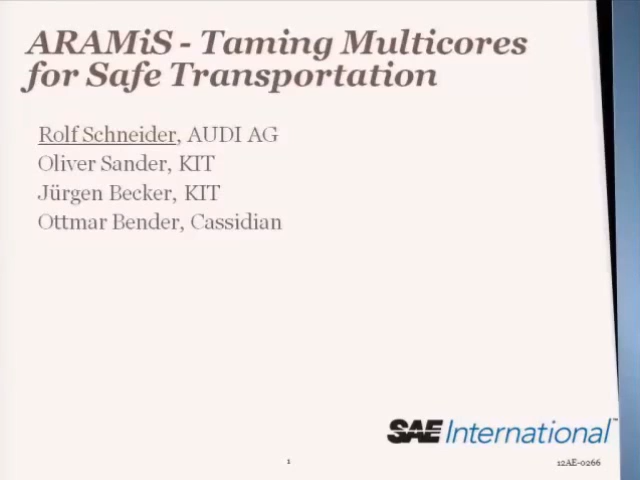 ARAMiS - Taming Multicores
for Safe Transportation
Rolf Schneider, AUDI AG
Oliver Sander, KIT
Jürgen Becker, KIT
Ottmar Bender, Cassidian
SAE International™
1
12AE-0266